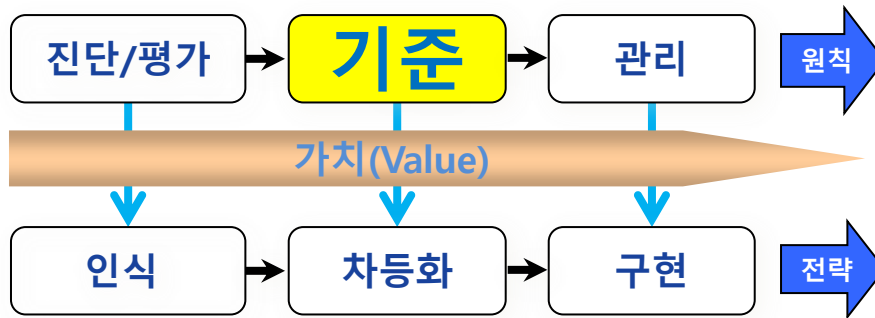 진단/평가
기준
관리
원칙
가치(Value)
인식
차등화
구현
전략